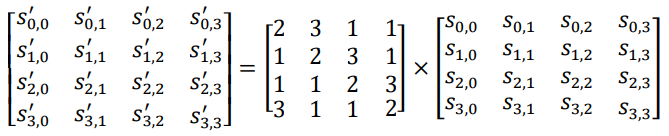 [s′0,0 s′0,1 s′0,2 s′0,3] [2 3 1 1] [s0,0 s0,1 s0,2 s0,3]
[s′1,0 s′1,1 s′1,2 s′1,3] = [1 2 3 1] × [s1,0 s1,1 s1,2 s1,3]
[s′2,0 s′2,1 s′2,2 s′2,3] [1 1 2 3] [s2,0 s2,1 s2,2 s2,3]
[s′3,0 s′3,1 s′3,2 s′3,3] [3 1 1 2] [s3,0 s3,1 s3,2 s3,3]